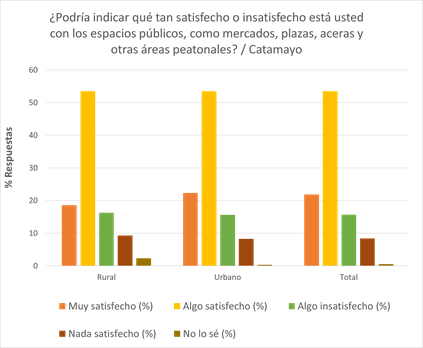 ¿Podría indicar qué tan satisfecho o insatisfecho está usted
con los espacios públicos, como mercados, plazas, aceras y
otras áreas peatonales? / Catamayo
% Respuestas
60
50
40
30
20
10
0
Rural Urbano Total
Muy satisfecho (%) Algo satisfecho (%) Algo insatisfecho (%)
Nada satisfecho (%) No lo sé (%)